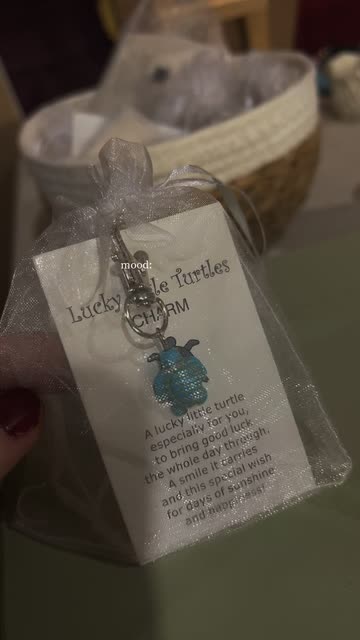 mood:
Lucky le Turtles
CHARM
A lucky little turtle
especially for you,
to bring good luck
the whole day through.
A smile it carries
and this special wish
for days of sunshine
and happiness!